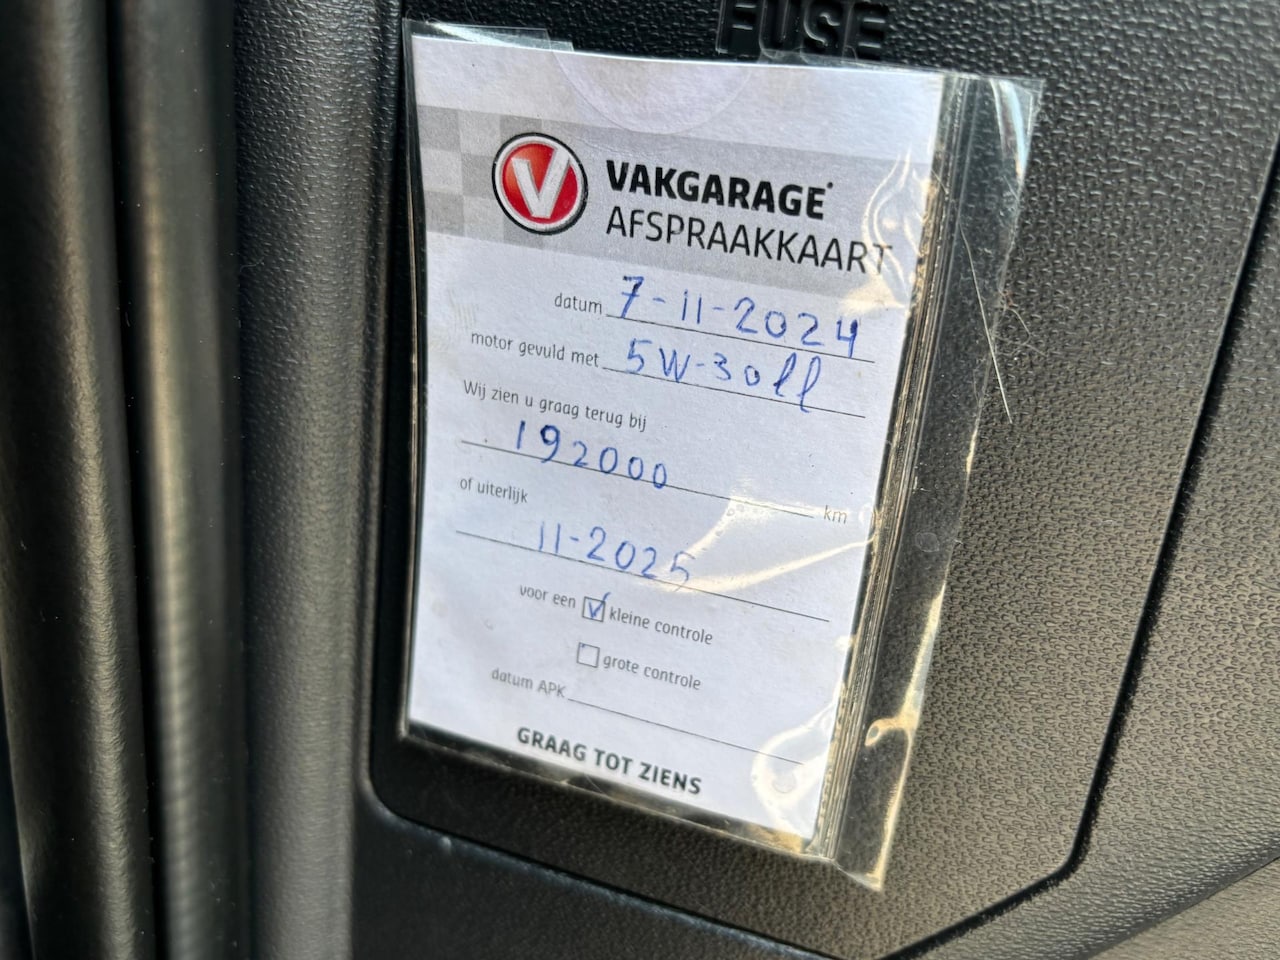 FUSE
V VAKGARAGE
AFSPRAAKKAART
datum 7-11-2024
motor gevuld met 5W-30ll
Wij zien u graag terug bij
192000 km
of uiterlijk
11-2025
voor een kleine controle
grote controle
datum APK
GRAAG TOT ZIENS